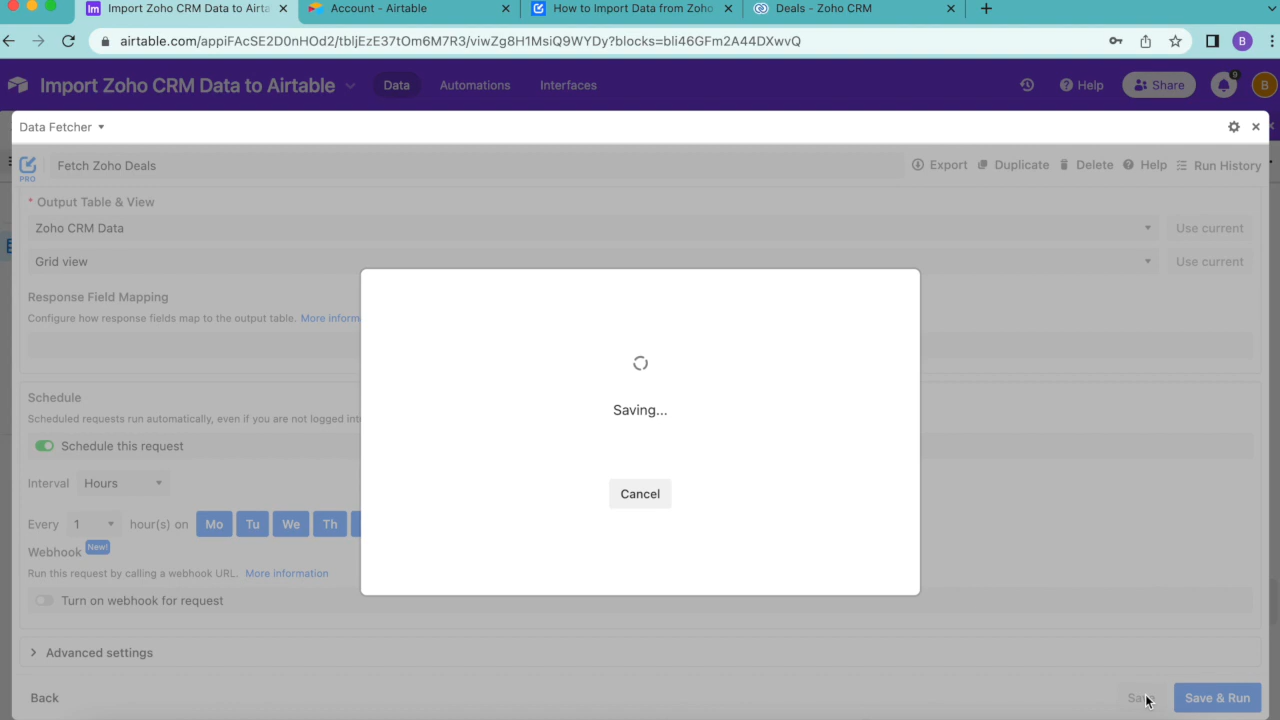 Import Zoho CRM Data to Airta
Account - Airtable
How to Import Data from Zoho
Deals - Zoho CRM
airtable.com/appiFAcSE2D0nHOd2/tbljEzE37tOm6M7R3/viwZg8H1MsiQ9WYDy?blocks=bli46GFm2A44DXwvQ
B
Import Zoho CRM Data to Airtable
Data
Automations
Interfaces
Help
Share
9
B
Data Fetcher
PRO
Fetch Zoho Deals
Export
Duplicate
Delete
Help
Run History
* Output Table & View
Zoho CRM Data
Use current
Grid view
Use current
Response Field Mapping
Configure how response fields map to the output table. More inform
Schedule
Scheduled requests run automatically, even if you are not logged int
Schedule this request
Interval Hours
Every 1 hour(s) on Mo Tu We Th
Webhook New!
Run this request by calling a webhook URL. More information
Turn on webhook for request
Advanced settings
Back
Save
Save & Run
Saving...
Cancel